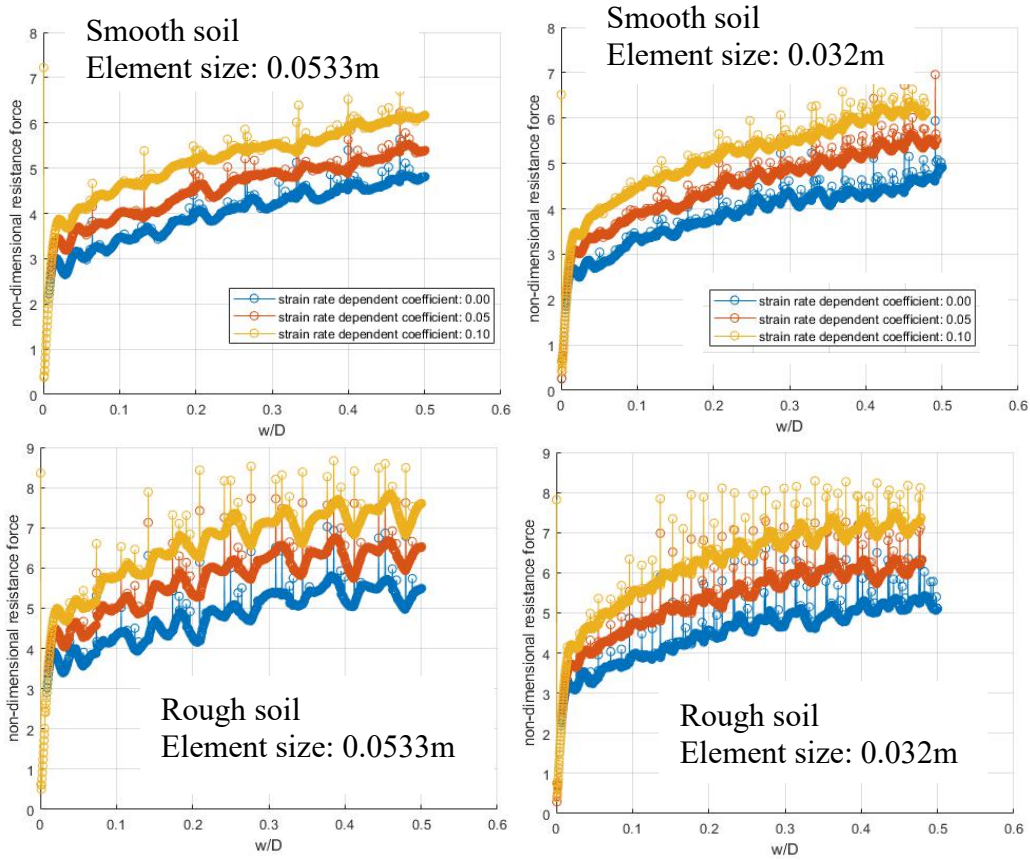 Smooth soil
Element size: 0.0533m
8
7
6
5
4
3
2
1
0
non-dimensional resistance force
strain rate dependent coefficient: 0.00
strain rate dependent coefficient: 0.05
strain rate dependent coefficient: 0.10
0 0.1 0.2 0.3 0.4 0.5 0.6
w/D
Smooth soil
Element size: 0.032m
8
7
6
5
4
3
2
1
0
non-dimensional resistance force
strain rate dependent coefficient: 0.00
strain rate dependent coefficient: 0.05
strain rate dependent coefficient: 0.10
0 0.1 0.2 0.3 0.4 0.5 0.6
w/D
9
8
7
6
5
4
3
2
1
0
non-dimensional resistance force
Rough soil
Element size: 0.0533m
0 0.1 0.2 0.3 0.4 0.5 0.6
w/D
9
8
7
6
5
4
3
2
1
0
non-dimensional resistance force
Rough soil
Element size: 0.032m
0 0.1 0.2 0.3 0.4 0.5 0.6
w/D